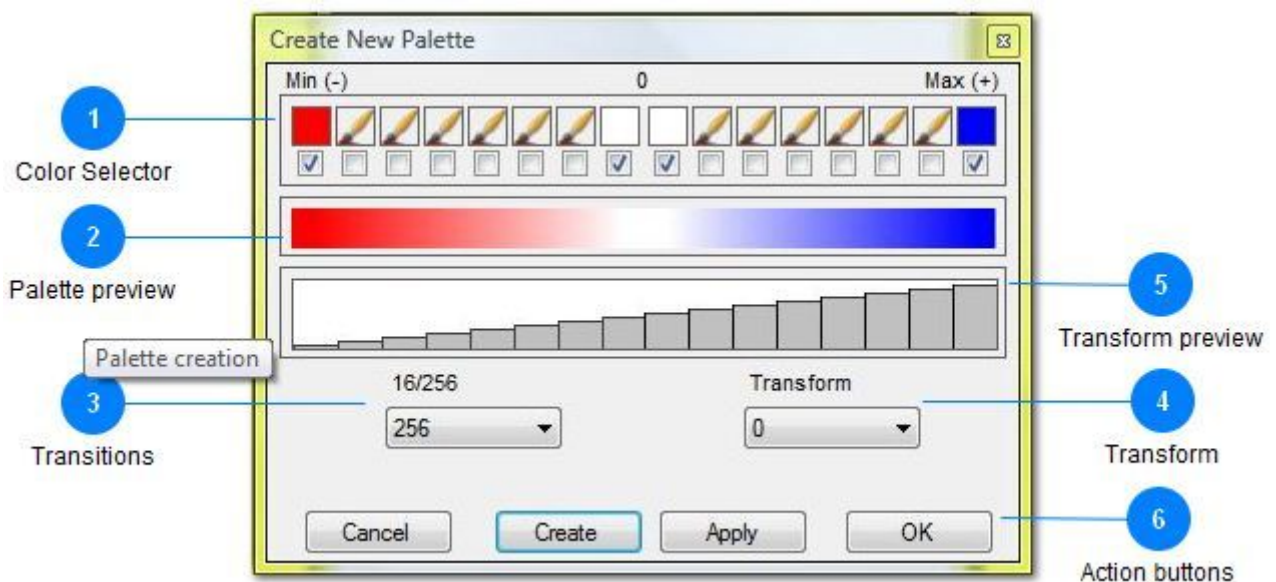 Create New Palette
Min (-) 0 Max (+)
1
Color Selector
2
Palette preview
5
Transform preview
Palette creation
3
Transitions
16/256
256
Transform
0
4
Transform
Cancel Create Apply OK
6
Action buttons